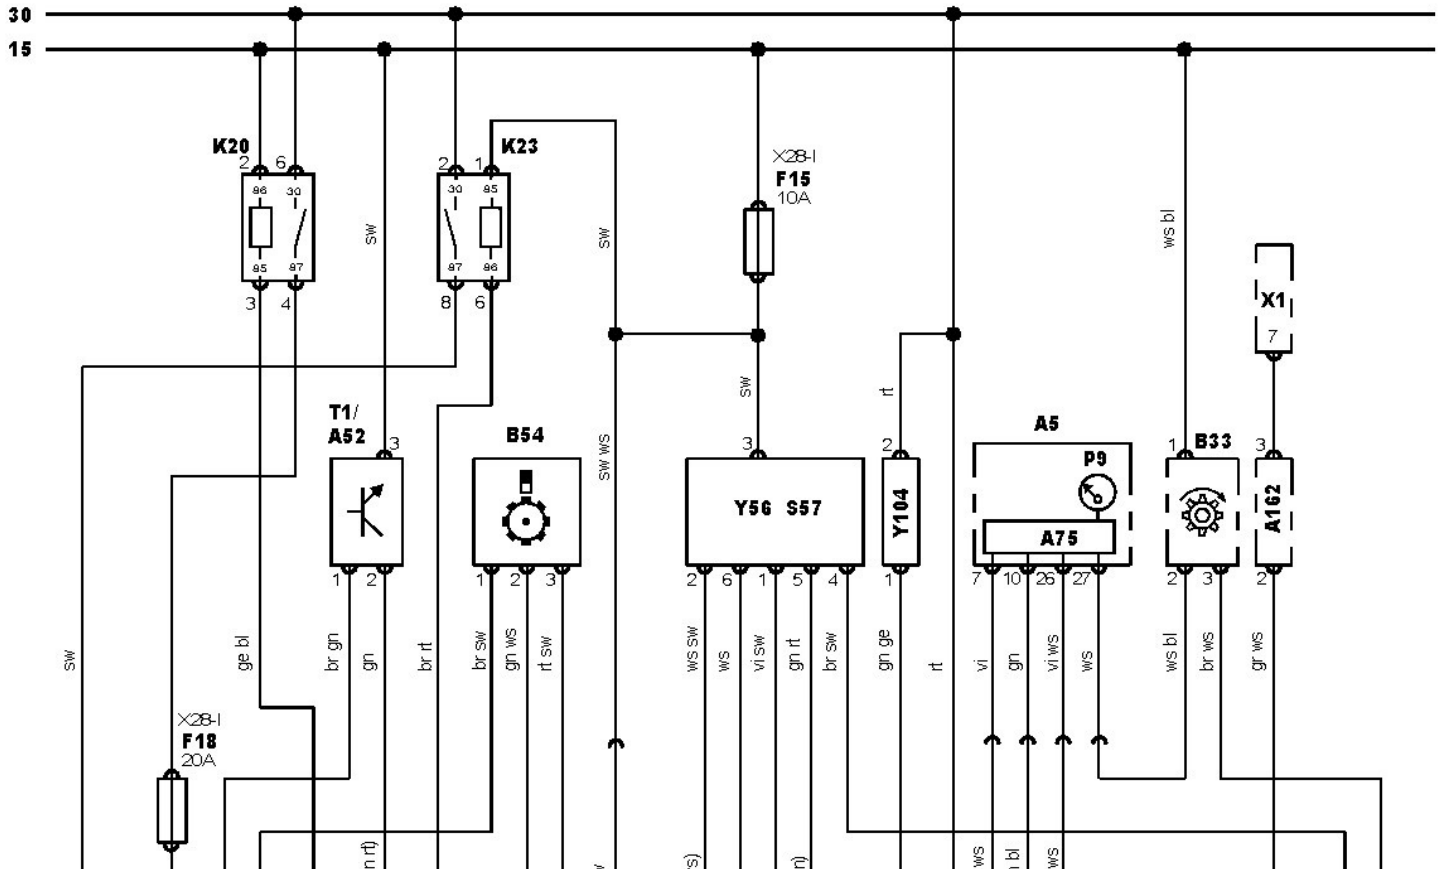 30
15
K20
2 6
86 30
85 87
3 4
sw
K23
2 1
30 85
87 86
8 6
sw
X28-I
F15
10A
ws bl
X1
7
T1/
A52
3
B54
sw ws
sw
3
Y56 S57
rt
2
Y104
A5
P9
A75
1
B33
3
A162
1 2
1 2 3
2 6 1 5 4
1
7 10 26 27
2 3
2
sw
ge bl
br gn
gn
br rt
br sw
gn ws
rt sw
ws sw
ws
vi sw
gn rt
br sw
gn ge
rt
vi
gn
vi ws
ws
ws bl
br ws
gr ws
X28-I
F18
20A
n rt)
s)
n)
ws
bl
ws